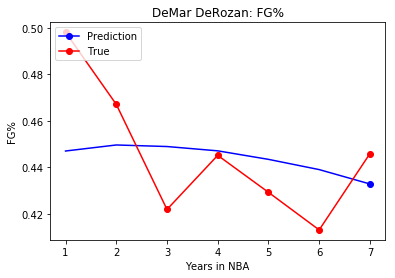 DeMar DeRozan: FG%
0.50
0.48
0.46
0.44
0.42
FG%
Prediction
True
1 2 3 4 5 6 7
Years in NBA